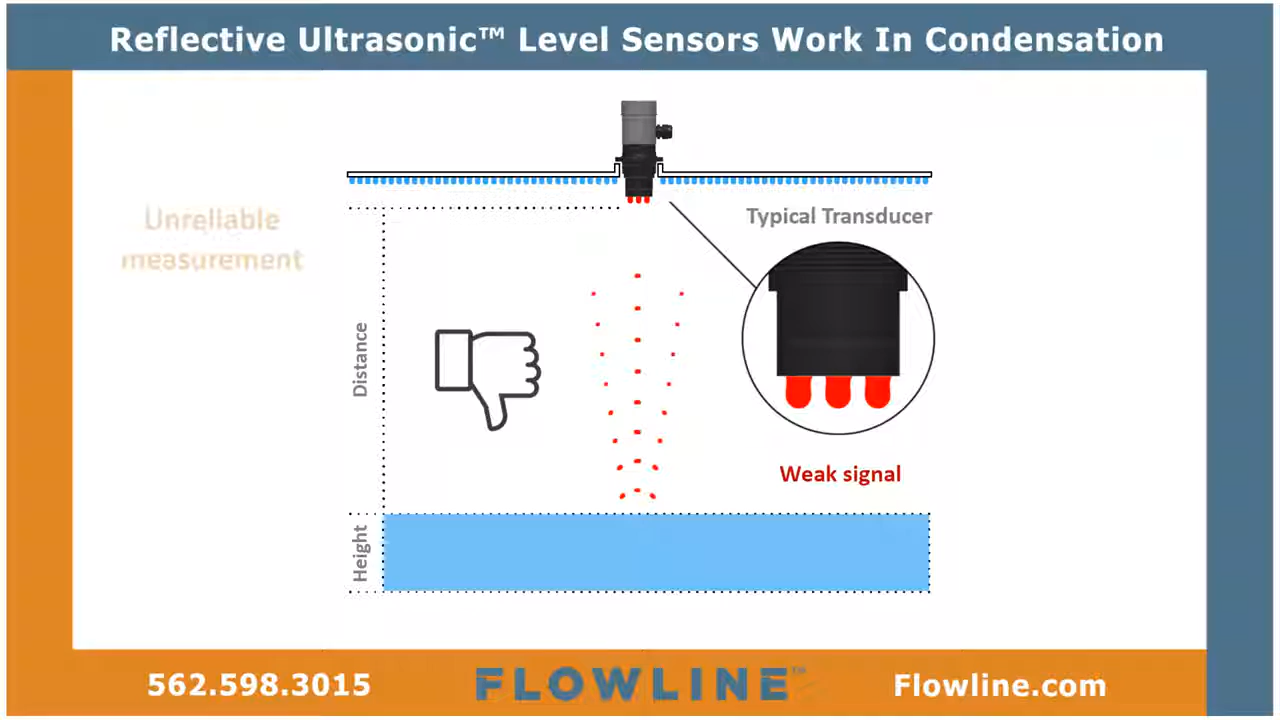 Reflective Ultrasonic™ Level Sensors Work In Condensation
Unreliable
measurement
Typical Transducer
Distance
Weak signal
Height
562.598.3015
FLOWLINE™
Flowline.com